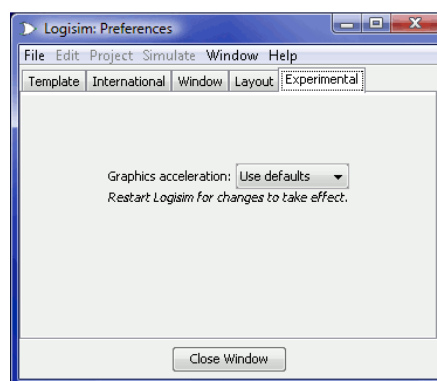 Logisim: Preferences
File Edit Project Simulate Window Help
Template International Window Layout Experimental
Graphics acceleration: Use defaults
Restart Logisim for changes to take effect.
Close Window